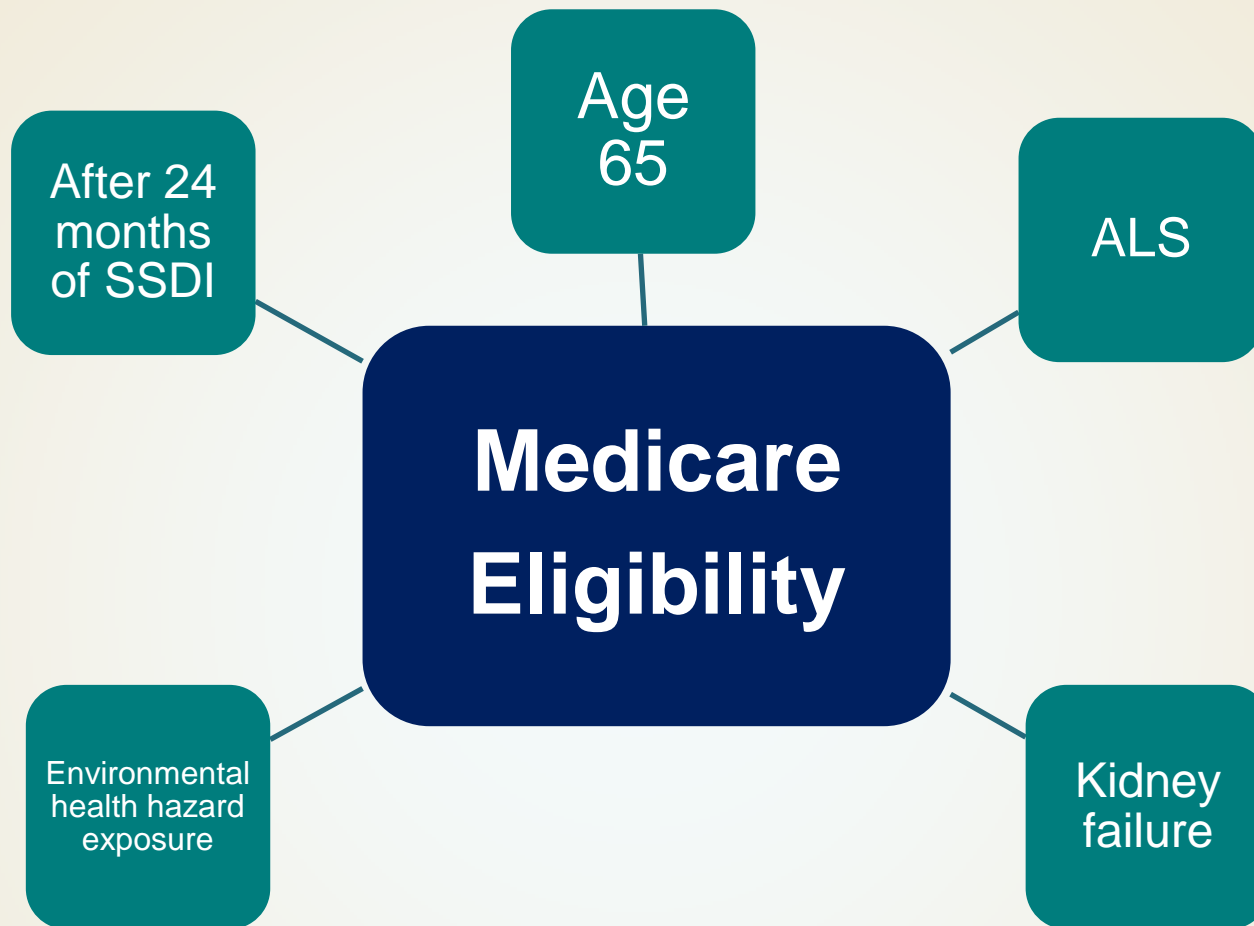 Age
65
After 24
months
of SSDI
ALS
Medicare
Eligibility
Environmental
health hazard
exposure
Kidney
failure